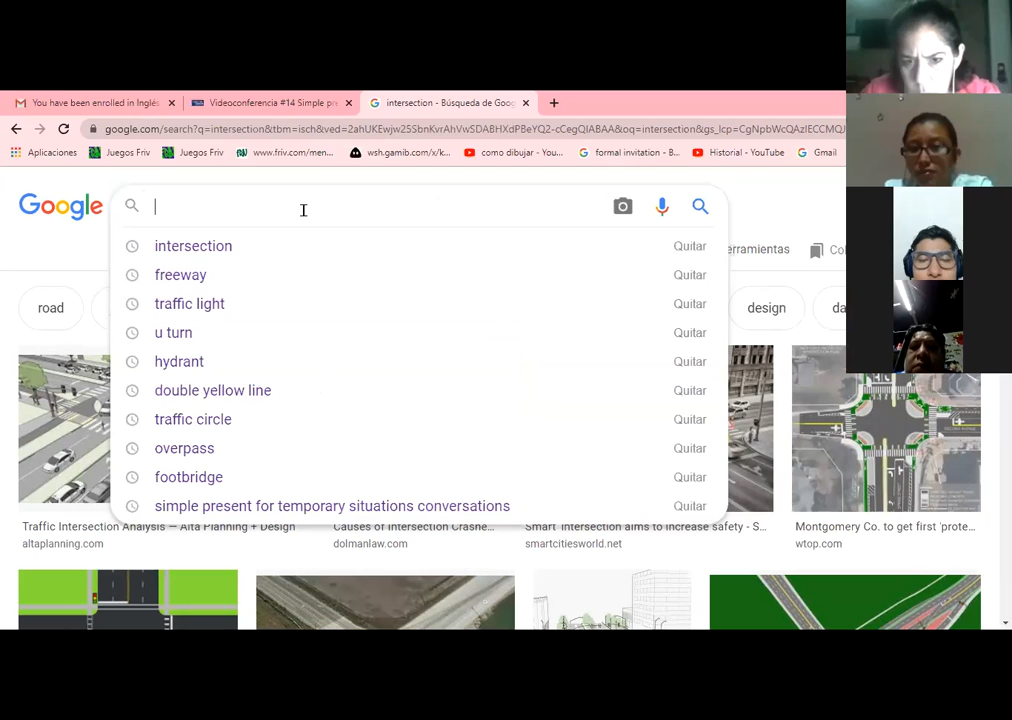 You have been enrolled in Inglés
Videoconferencia #14 Simple pre
intersection - Búsqueda de Goog
google.com/search?q=intersection&tbm=isch&ved=2ahUKEwjw25SbnKvrAhVwSDABHXdPBeYQ2-cCegQIABAA&oq=intersection&gs_lcp=CgNpbWcQAzIECCMQJ
Aplicaciones
Juegos Friv
Juegos Friv
www.friv.com/men...
wsh.gamib.com/x/k...
como dibujar - You...
formal invitation - B...
Historial - YouTube
Gmail
Google
intersection Quitar
freeway Quitar
traffic light Quitar
u turn Quitar
hydrant Quitar
double yellow line Quitar
traffic circle Quitar
overpass Quitar
footbridge Quitar
simple present for temporary situations conversations Quitar
erramientas
Col
road
design
da
Traffic Intersection Analysis — Alta Planning + Design
altaplanning.com
Causes of Intersection Crashe...
dolmanlaw.com
Smart intersection aims to increase safety - S...
smartcitiesworld.net
Montgomery Co. to get first 'prote...
wtop.com